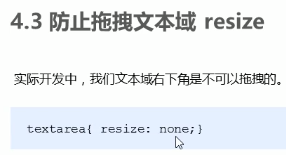 4.3 防止拖拽文本域 resize
实际开发中，我们文本域右下角是不可以拖拽的。
textarea{ resize: none;}